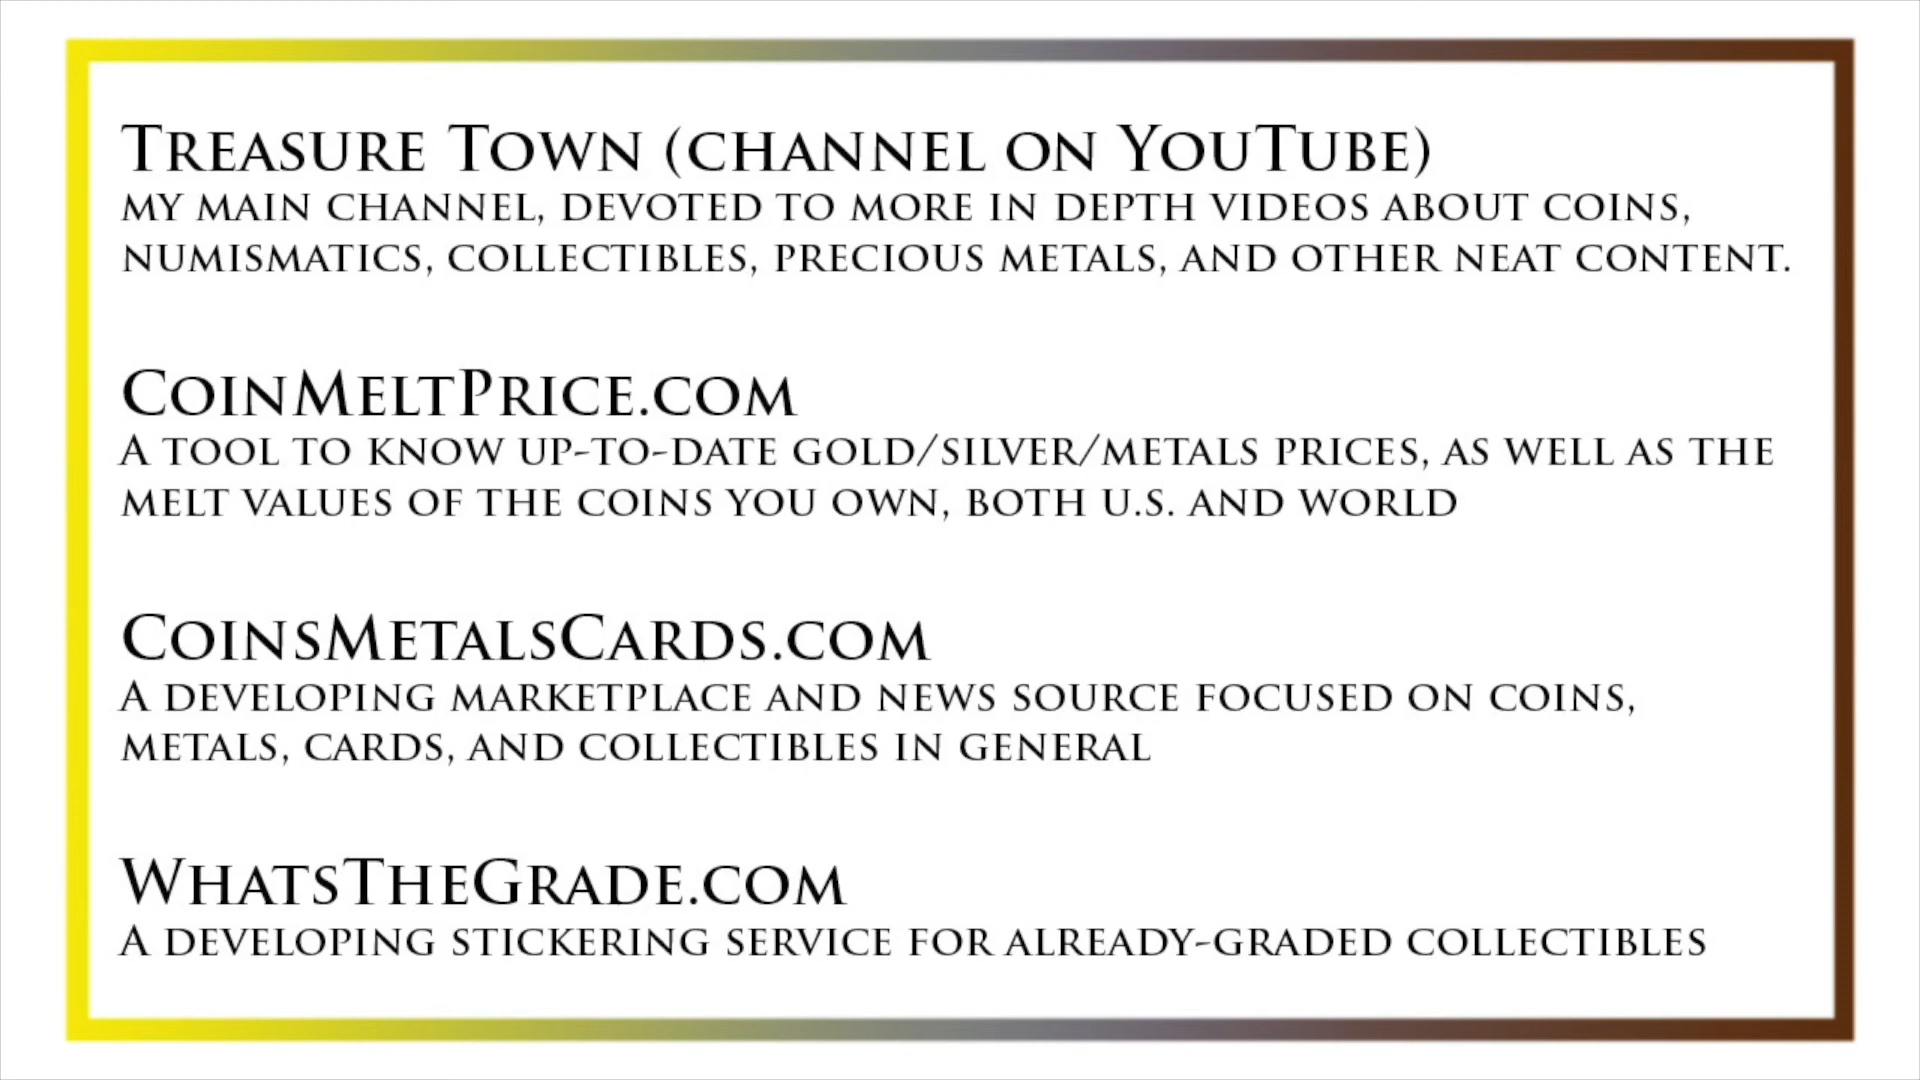 Treasure Town (channel on YouTube)
my main channel, devoted to more in depth videos about coins,
numismatics, collectibles, precious metals, and other neat content.
CoinMeltPrice.com
A tool to know up-to-date gold/silver/metals prices, as well as the
melt values of the coins you own, both U.S. and world
CoinsMetalsCards.com
A developing marketplace and news source focused on coins,
metals, cards, and collectibles in general
WhatsTheGrade.com
A developing stickering service for already-graded collectibles